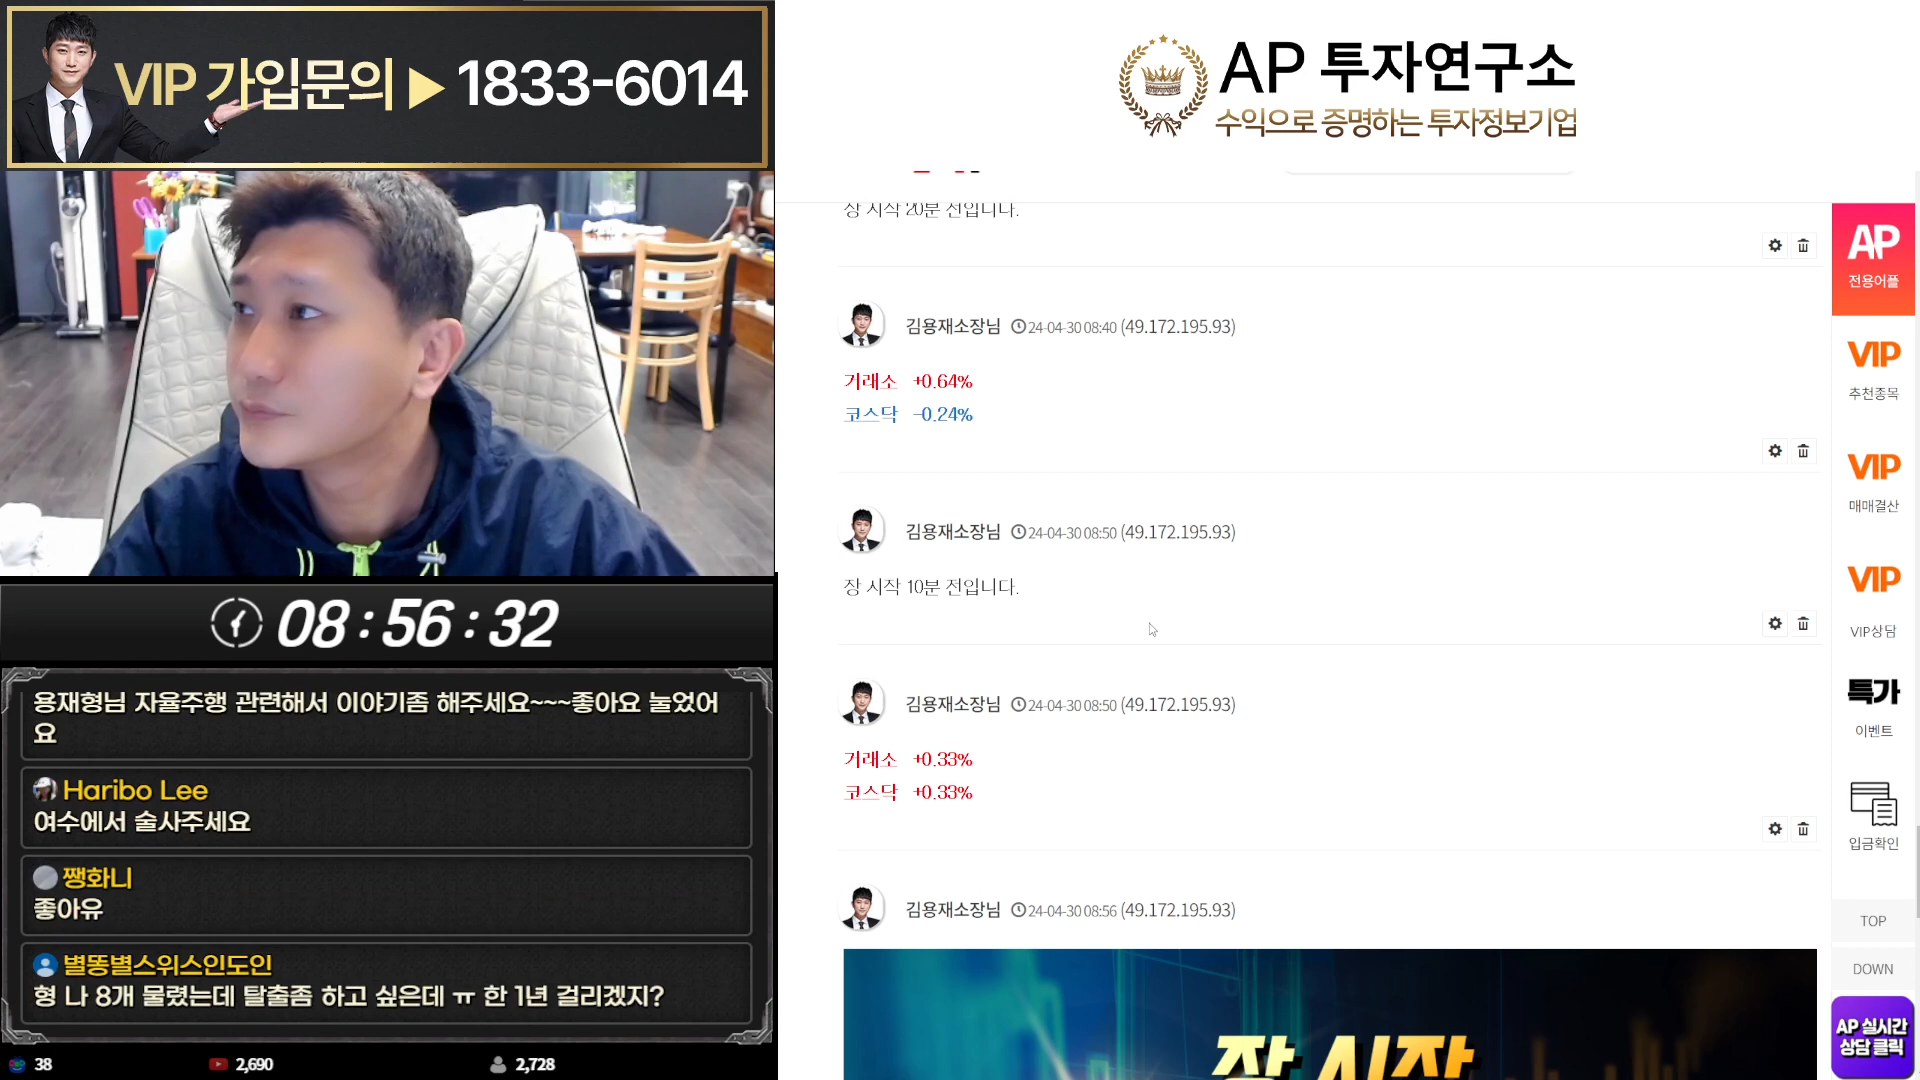 VIP 가입문의 ▶ 1833-6014
AP 투자연구소
수익으로 증명하는 투자정보기업
장 시작 20분 전입니다.
김용재소장님 24-04-30 08:40 (49.172.195.93)
거래소 +0.64%
코스닥 -0.24%
김용재소장님 24-04-30 08:50 (49.172.195.93)
장 시작 10분 전입니다.
김용재소장님 24-04-30 08:50 (49.172.195.93)
거래소 +0.33%
코스닥 +0.33%
김용재소장님 24-04-30 08:56 (49.172.195.93)
장 시작
AP
전용어플
VIP
추천종목
VIP
매매결산
VIP
VIP상담
특가
이벤트
입금확인
TOP
DOWN
AP 실시간
상담 클릭
08:56:32
용재형님 자율주행 관련해서 이야기좀 해주세요~~~좋아요 눌었어
요
Haribo Lee
여수에서 술사주세요
쨍화니
좋아유
별똥별스위스인도인
형 나 8개 물렸는데 탈출좀 하고 싶은데 ㅠ 한 1년 걸리겠지?
38
2,690
2,728